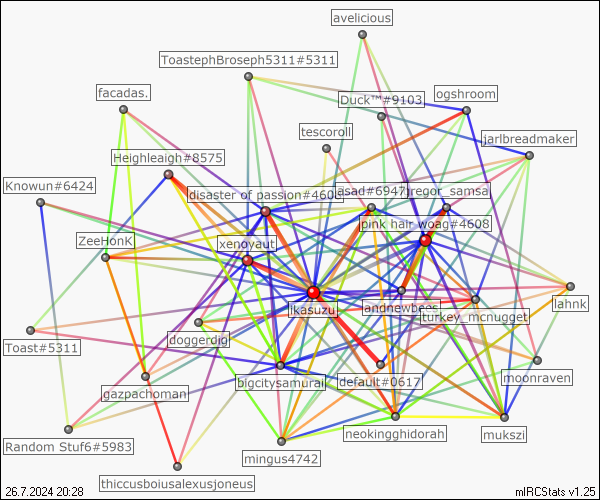 avelicious
ToastephBroseph5311#5311
facadas.
Duck™#9103
ogshroom
tescoroll
jarlbreadmaker
Heighleaigh#8575
Knowun#6424
disaster of passion#4606
asad#6947
gregor_samsa
pink hair woag#4608
ZeeHonk
xenoyaut
lahnk
ikasuzu
andnewbees
turkey_mcnugget
doggerdjd
Toast#5311
moonraven
gazpachoman
bigcitysamurai
default#0617
Random Stuf6#5983
neokingghidorah
mukszi
mingus4742
thiccusboiusalexusjoneus
26.7.2024 20:28
mIRCStats v1.25